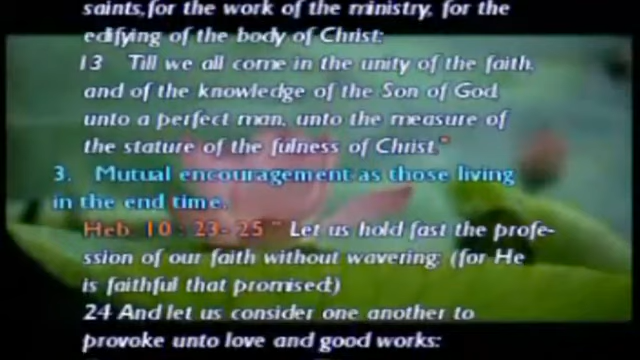 saints,for the work of the ministry, for the
edifying of the body of Christ:
13 Till we all come in the unity of the faith,
and of the knowledge of the Son of God,
unto a perfect man, unto the measure of
the stature of the fulness of Christ."
3. Mutual encouragement as those living
in the end time.
Heb 10 : 23- 25 " Let us hold fast the profe-
ssion of our faith without wavering; (for He
is faithful that promised;)
24 And let us consider one another to
provoke unto love and good works: